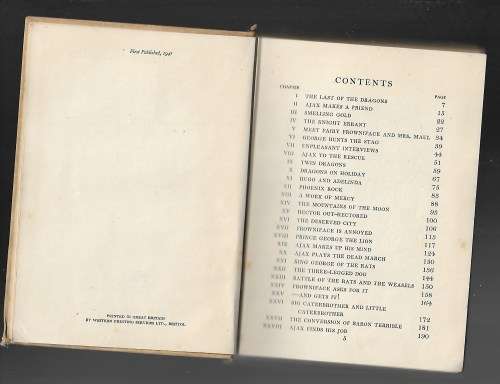 First Published, 1947
PRINTED IN GREAT BRITAIN
BY WESTERN PRINTING SERVICES LTD., BRISTOL
CONTENTS
CHAPTER PAGE
I THE LAST OF THE DRAGONS 7
II AJAX MAKES A FRIEND 15
III SMELLING GOLD 22
IV THE KNIGHT ERRANT 27
V MEET FAIRY FROWNIFACE AND MRS. MAUL 34
VI GEORGE HUNTS THE STAG 39
VII UNPLEASANT INTERVIEWS 44
VIII AJAX TO THE RESCUE 51
IX TWIN DRAGONS 59
X DRAGONS ON HOLIDAY 67
XI HUGO AND ADELINDA 75
XII PHOENIX ROCK 83
XIII A WORK OF MERCY 88
XIV THE MOUNTAINS OF THE MOON 95
XV HECTOR OUT-HECTORED 100
XVI THE DESERTED CITY 106
XVII FROWNIFACE IS ANNOYED 115
XVIII PRINCE GEORGE THE LION 117
XIX AJAX MAKES UP HIS MIND 124
XX AJAX PLAYS THE DEAD MARCH 130
XXI KING GEORGE OF THE RATS 136
XXII THE THREE-LEGGED DOG 144
XXIII BATTLE OF THE RATS AND THE WEASELS 150
XXIV FROWNIFACE ASKS FOR IT 158
XXV —AND GETS IT! 164
XXVI BIG CATERBROTHER AND LITTLE
CATERBROTHER 172
XXVII THE CONVERSION OF BARON TERRIBLE 181
XXVIII AJAX FINDS HIS JOB 190
5